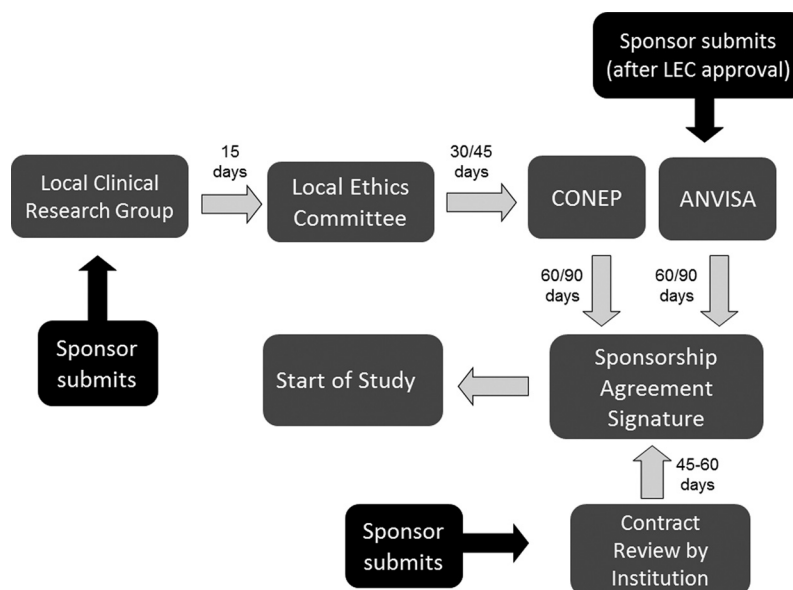 Sponsor submits
(after LEC approval)
15
days
30/45
days
Local Clinical
Research Group
Local Ethics
Committee
CONEP
ANVISA
60/90
days
60/90
days
Sponsor
submits
Start of Study
Sponsorship
Agreement
Signature
45-60
days
Sponsor
submits
Contract
Review by
Institution